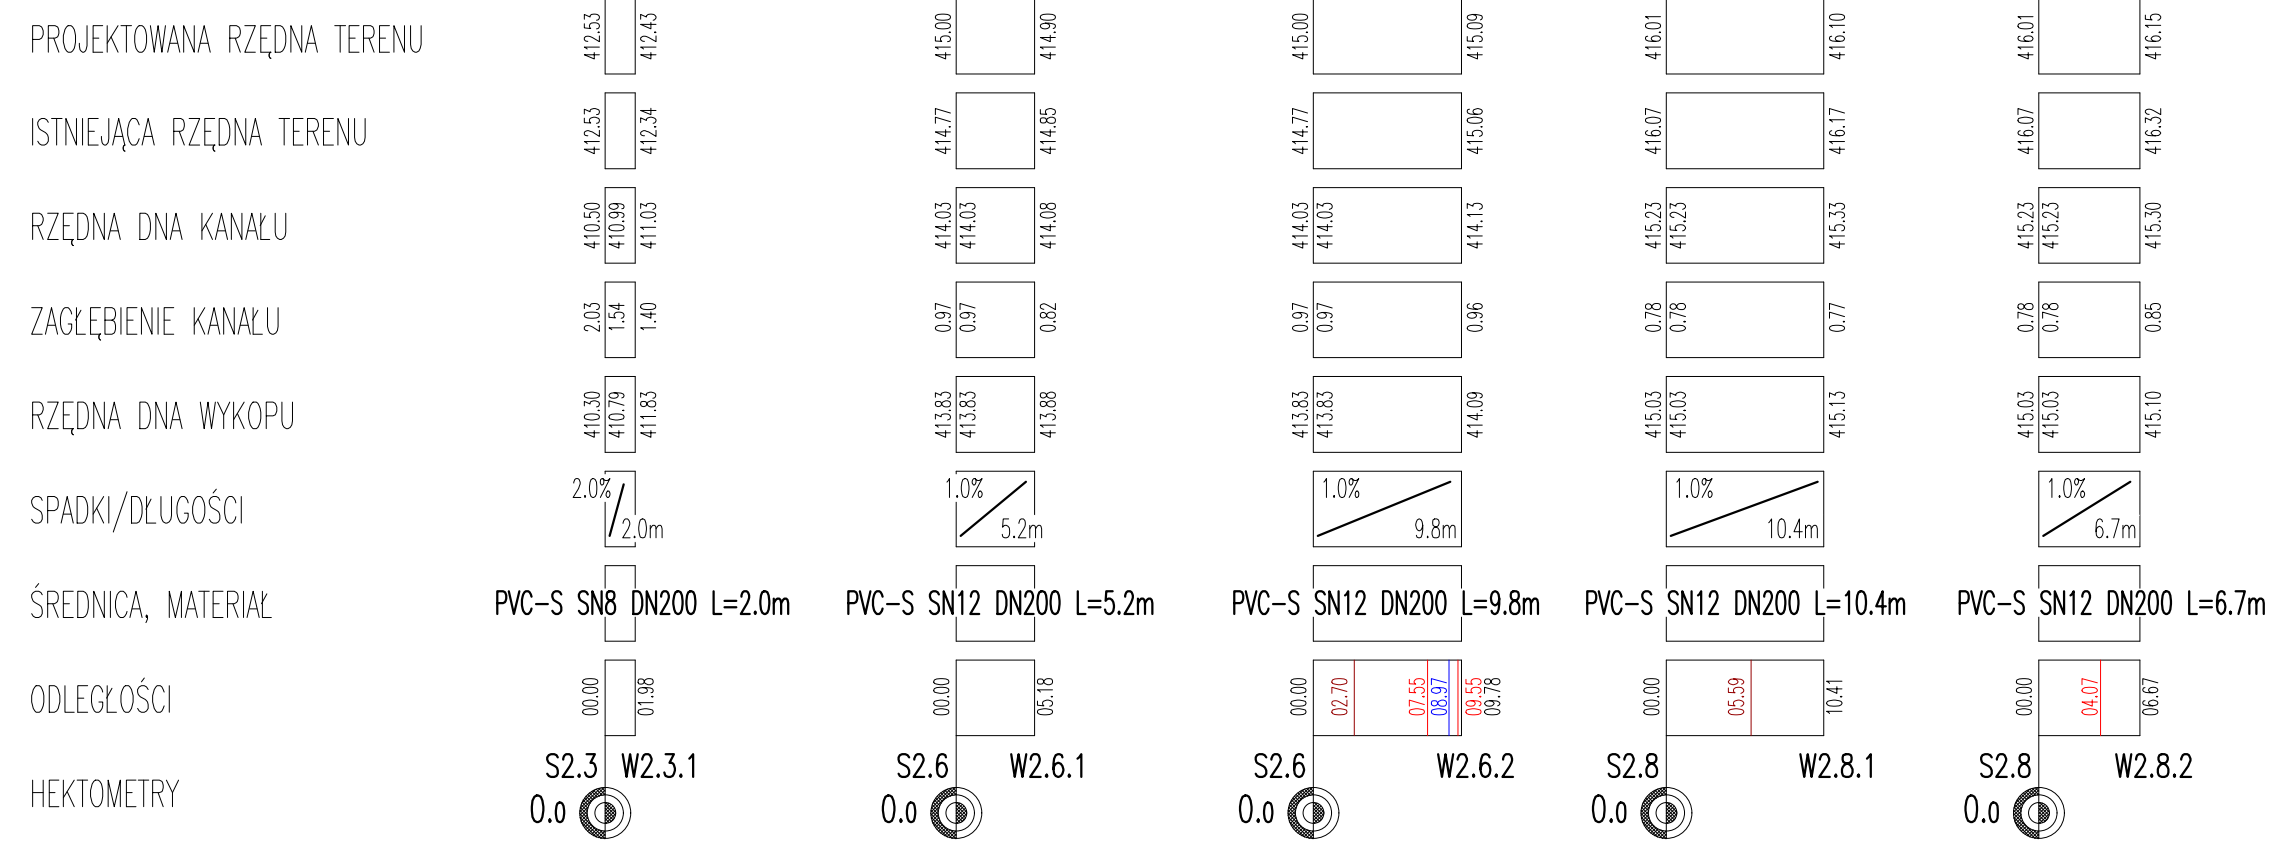 PROJEKTOWANA RZĘDNA TERENU 412.53 412.43 415.00 414.90 415.00 415.09 416.01 416.10 416.01 416.15
ISTNIEJĄCA RZĘDNA TERENU 412.53 412.34 414.77 414.85 414.77 415.06 416.07 416.17 416.07 416.32
RZĘDNA DNA KANAŁU 410.50 410.99 411.03 414.03 414.03 414.08 414.03 414.03 414.13 415.23 415.23 415.33 415.23 415.23 415.30
ZAGŁĘBIENIE KANAŁU 2.03 1.54 1.40 0.97 0.97 0.82 0.97 0.97 0.96 0.78 0.78 0.77 0.78 0.78 0.85
RZĘDNA DNA WYKOPU 410.30 410.79 411.83 413.83 413.83 413.88 413.83 413.83 414.09 415.03 415.03 415.13 415.03 415.03 415.10
SPADKI/DŁUGOŚCI 2.0% 2.0m 1.0% 5.2m 1.0% 9.8m 1.0% 10.4m 1.0% 6.7m
ŚREDNICA, MATERIAŁ PVC-S SN8 DN200 L=2.0m PVC-S SN12 DN200 L=5.2m PVC-S SN12 DN200 L=9.8m PVC-S SN12 DN200 L=10.4m PVC-S SN12 DN200 L=6.7m
ODLEGŁOŚCI 00.00 01.98 00.00 05.18 00.00 02.70 07.55 08.97 09.55 09.78 00.00 05.59 10.41 00.00 04.07 06.67
S2.3 W2.3.1 S2.6 W2.6.1 S2.6 W2.6.2 S2.8 W2.8.1 S2.8 W2.8.2
HEKTOMETRY 0.0 0.0 0.0 0.0 0.0